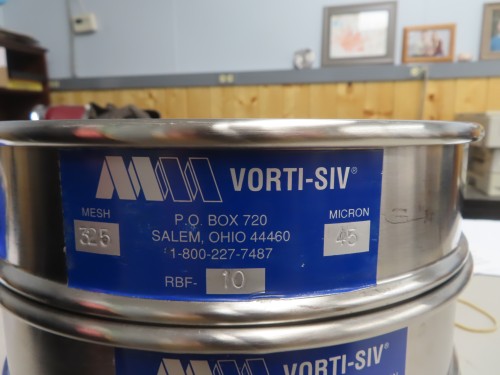 VORTI-SIV®
MESH
325
P.O. BOX 720
SALEM, OHIO 44460
1-800-227-7487
MICRON
45
RBF- 10
VORTI-SIV®